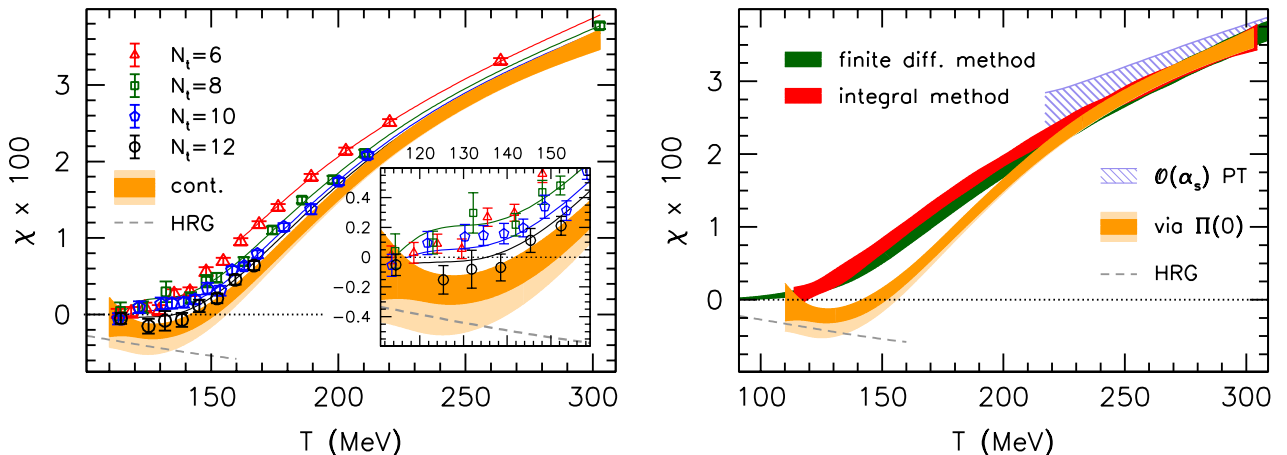 χ × 100
0
1
2
3
N_t=6
N_t=8
N_t=10
N_t=12
cont.
HRG
120 130 140 150
0.4
0.2
0
−0.2
−0.4
150 200 250 300
T (MeV)
χ × 100
0
1
2
3
finite diff. method
integral method
𝒪(α_s) PT
via Π(0)
HRG
100 150 200 250 300
T (MeV)